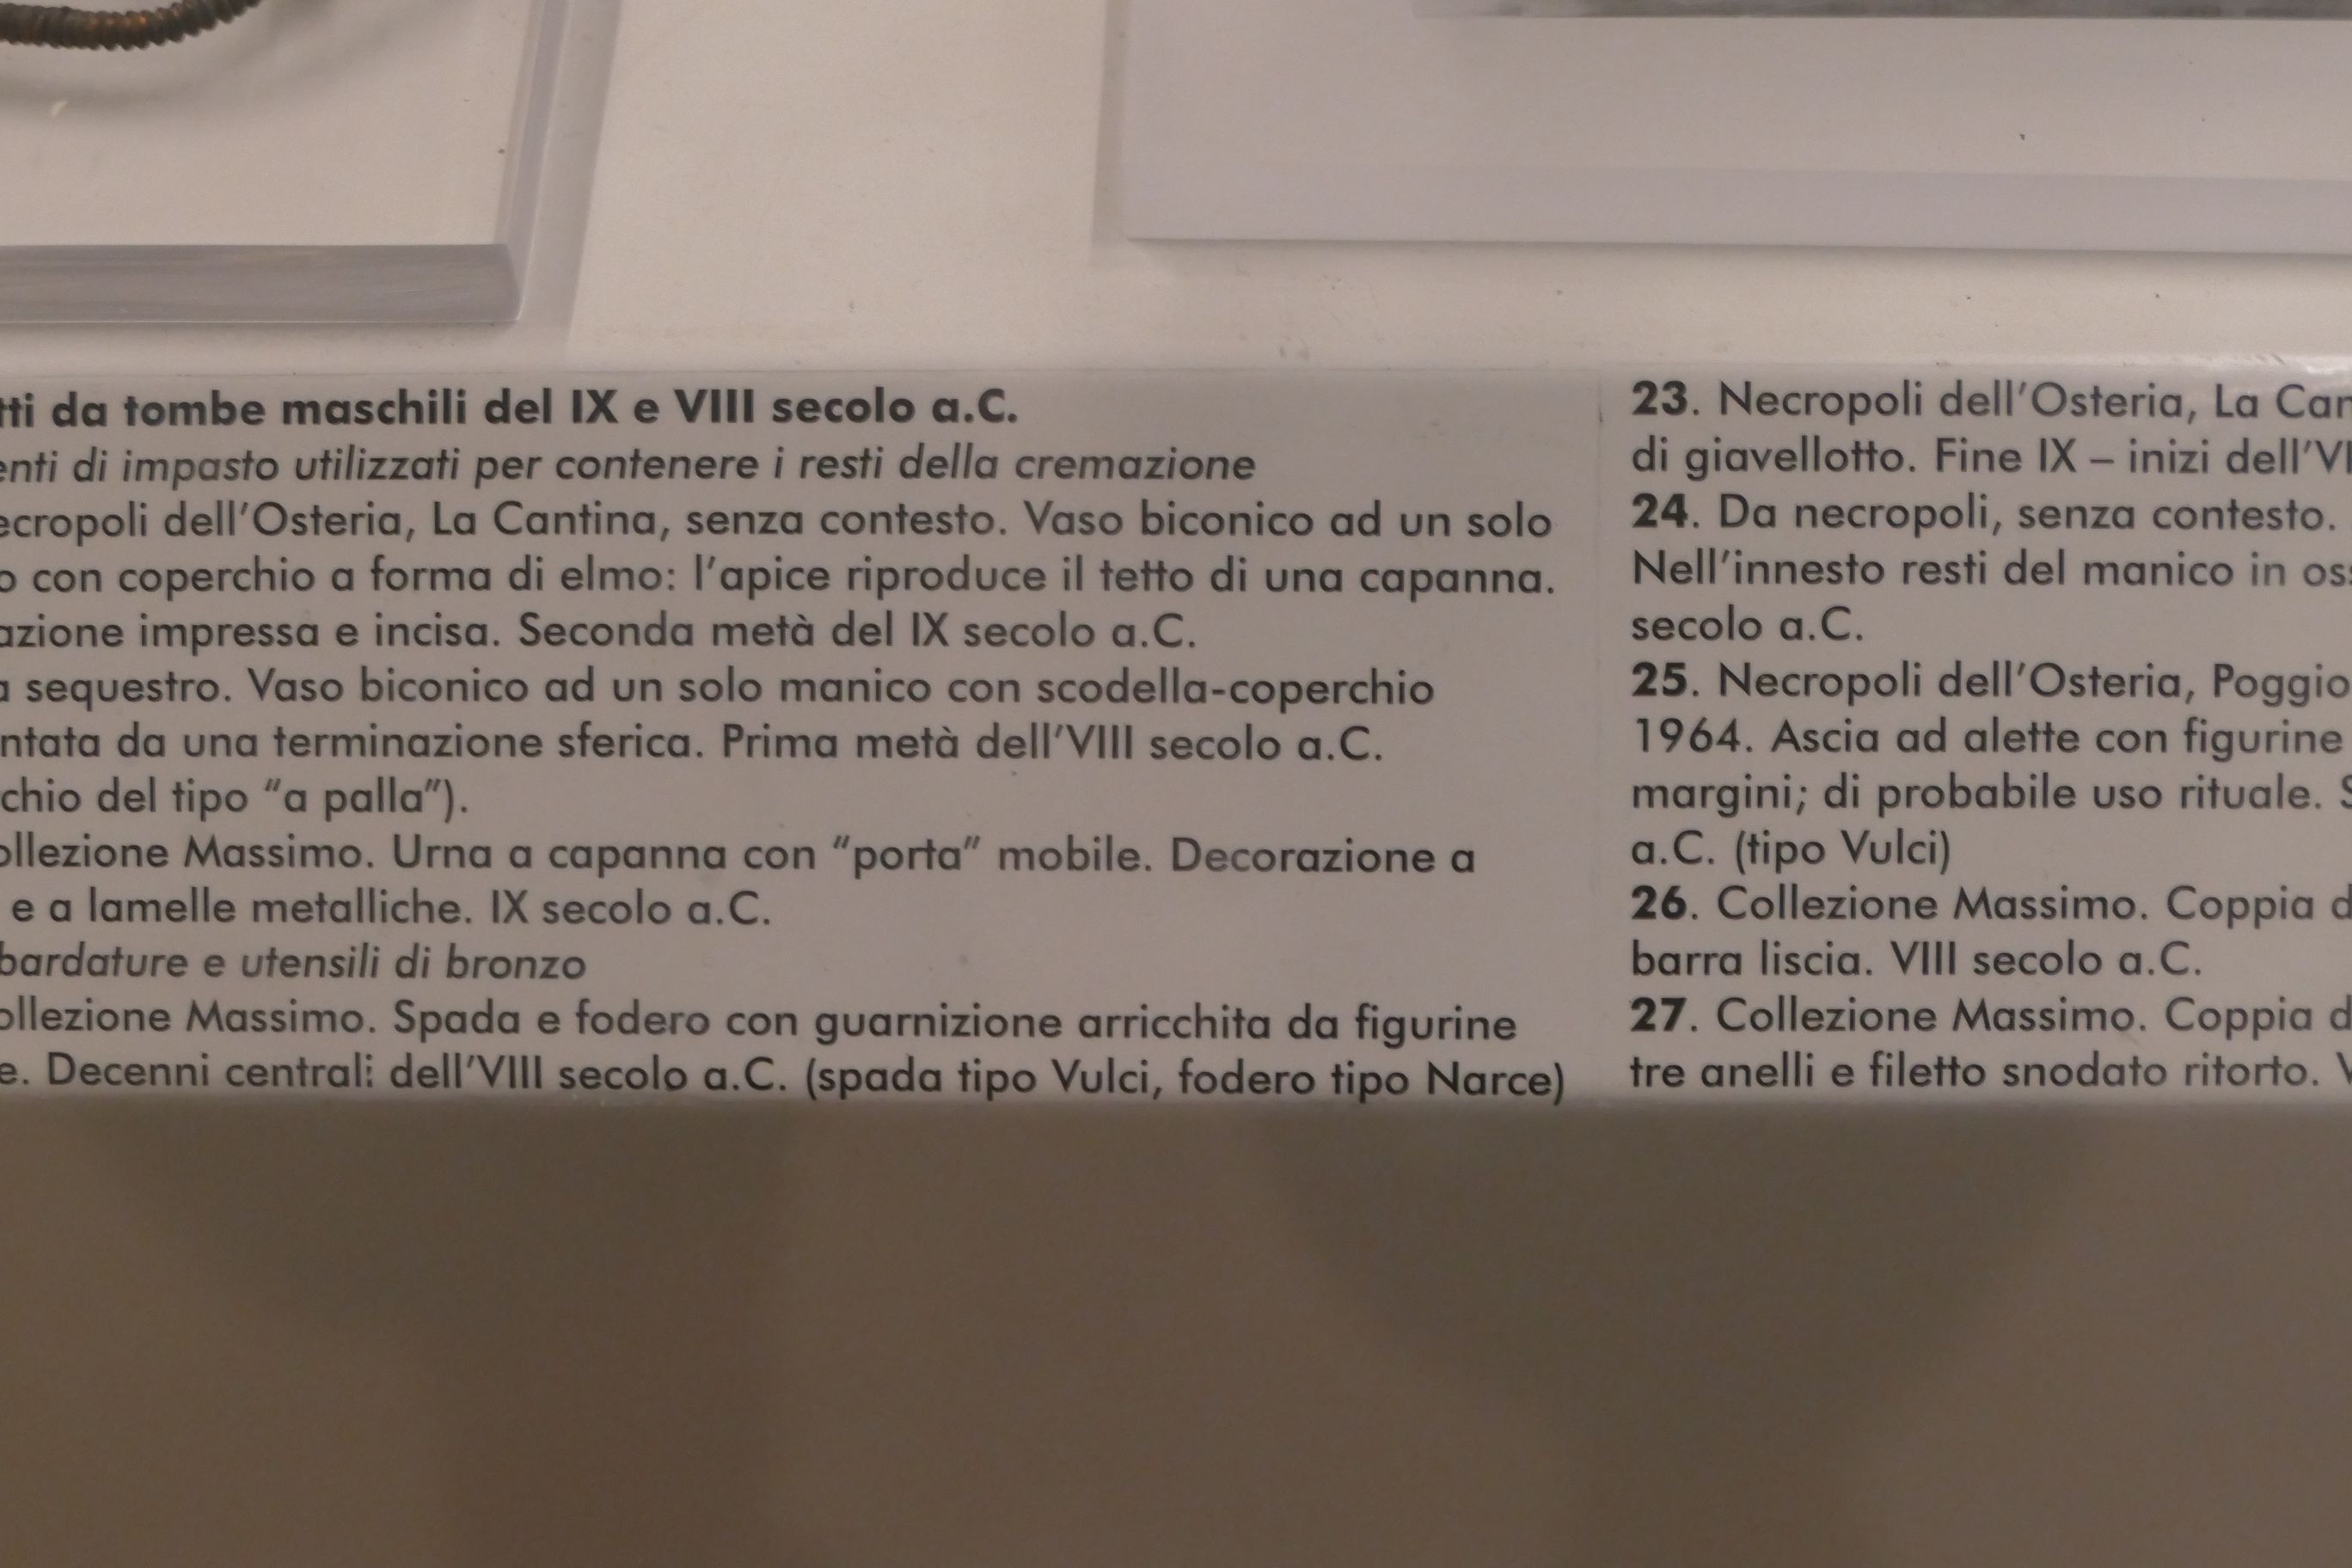 tti da tombe maschili del IX e VIII secolo a.C.
enti di impasto utilizzati per contenere i resti della cremazione
ecropoli dell'Osteria, La Cantina, senza contesto. Vaso biconico ad un solo
o con coperchio a forma di elmo: l'apice riproduce il tetto di una capanna.
azione impressa e incisa. Seconda metà del IX secolo a.C.
a sequestro. Vaso biconico ad un solo manico con scodella-coperchio
ntata da una terminazione sferica. Prima metà dell'VIII secolo a.C.
chio del tipo “a palla”).
ollezione Massimo. Urna a capanna con “porta” mobile. Decorazione a
e a lamelle metalliche. IX secolo a.C.
bardature e utensili di bronzo
ollezione Massimo. Spada e fodero con guarnizione arricchita da figurine
e. Decenni centrali dell'VIII secolo a.C. (spada tipo Vulci, fodero tipo Narce)
23. Necropoli dell'Osteria, La Can
di giavellotto. Fine IX – inizi dell'VI
24. Da necropoli, senza contesto.
Nell'innesto resti del manico in oss
secolo a.C.
25. Necropoli dell'Osteria, Poggio
1964. Ascia ad alette con figurine
margini; di probabile uso rituale. S
a.C. (tipo Vulci)
26. Collezione Massimo. Coppia d
barra liscia. VIII secolo a.C.
27. Collezione Massimo. Coppia d
tre anelli e filetto snodato ritorto. V